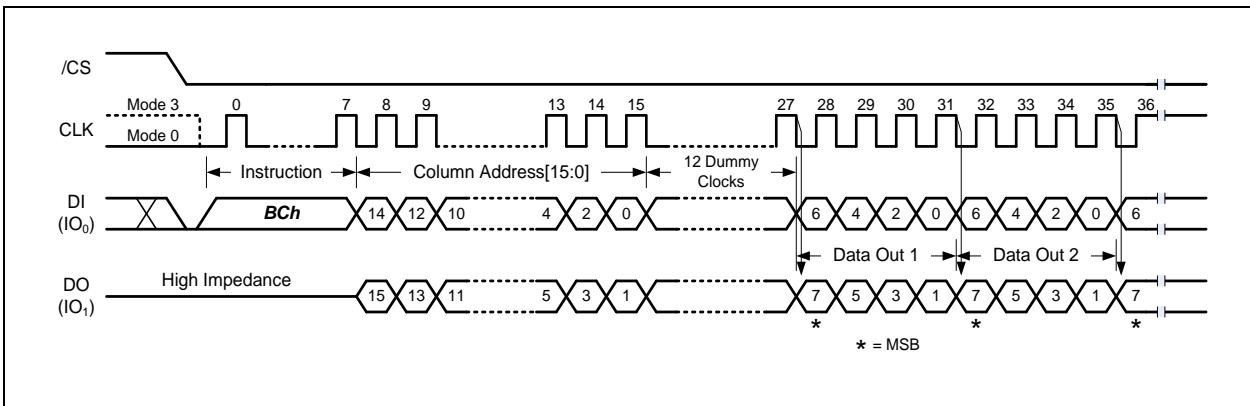 /CS
Mode 3 0 7 8 9 13 14 15 27 28 29 30 31 32 33 34 35 36
CLK Mode 0
Instruction Column Address[15:0] 12 Dummy
Clocks
DI
(IO0) BCh 14 12 10 4 2 0 6 4 2 0 6 4 2 0 6
Data Out 1 Data Out 2
DO
(IO1) High Impedance 15 13 11 5 3 1 7 5 3 1 7 5 3 1 7
* * *
* = MSB